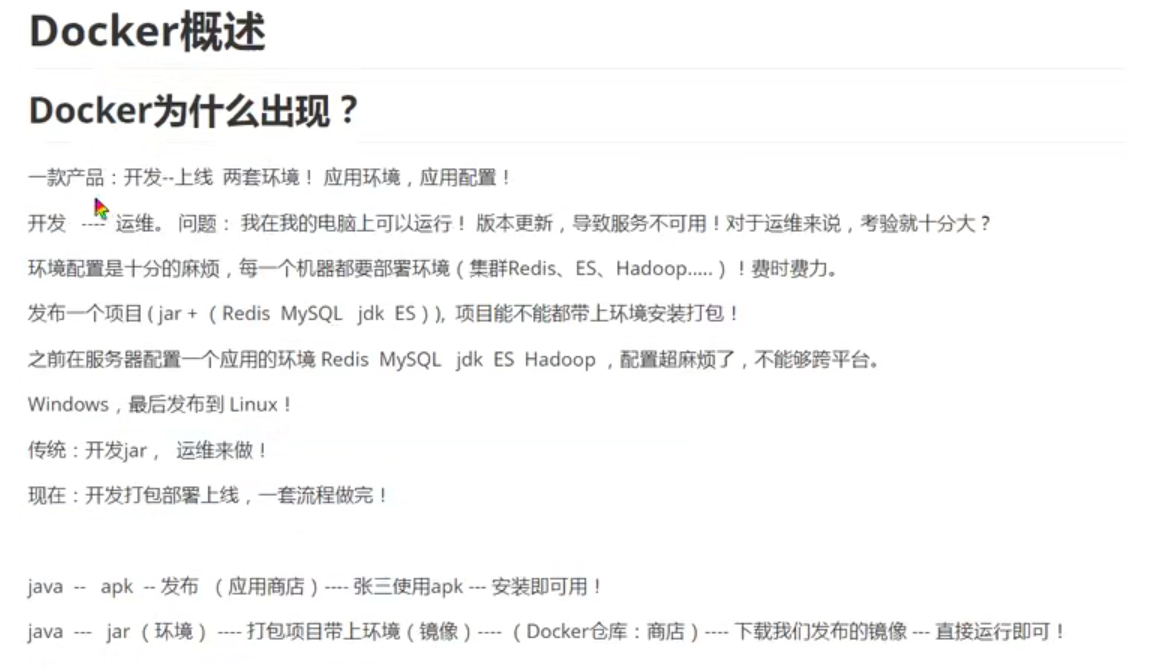 Docker概述
Docker为什么出现？
一款产品：开发--上线 两套环境！ 应用环境，应用配置！
开发 ---- 运维。 问题： 我在我的电脑上可以运行！ 版本更新，导致服务不可用！对于运维来说，考验就十分大？
环境配置是十分的麻烦，每一个机器都要部署环境（集群Redis、ES、Hadoop.....）！费时费力。
发布一个项目 ( jar + （ Redis MySQL jdk ES ) ), 项目能不能都带上环境安装打包！
之前在服务器配置一个应用的环境 Redis MySQL jdk ES Hadoop ，配置超麻烦了，不能够跨平台。
Windows，最后发布到 Linux！
传统：开发jar， 运维来做！
现在：开发打包部署上线，一套流程做完！
java -- apk -- 发布 （ 应用商店 ）---- 张三使用apk --- 安装即可用！
java --- jar （ 环境 ） ---- 打包项目带上环境（ 镜像 ）---- （ Docker仓库：商店 ）---- 下载我们发布的镜像 --- 直接运行即可！